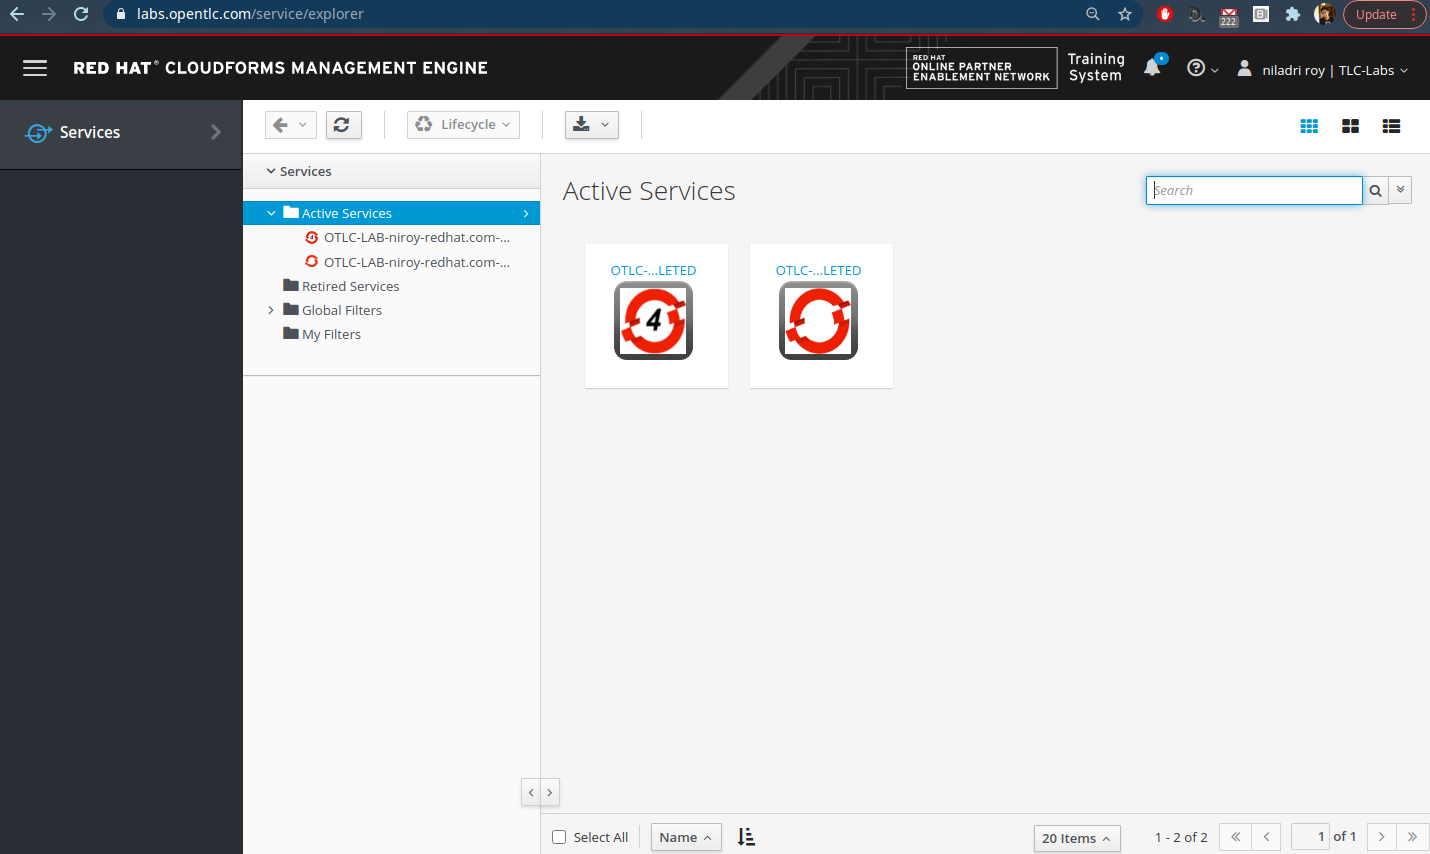 labs.opentlc.com/service/explorer
222
Update
RED HAT® CLOUDFORMS MANAGEMENT ENGINE
RED HAT
ONLINE PARTNER
ENABLEMENT NETWORK
Training
System
niladri roy | TLC-Labs
Services
Lifecycle
Services
Active Services
OTLC-LAB-niroy-redhat.com-...
OTLC-LAB-niroy-redhat.com-...
Retired Services
Global Filters
My Filters
Active Services
Search
OTLC-...LETED
4
OTLC-...LETED
Select All
Name
20 Items
1 - 2 of 2
1 of 1